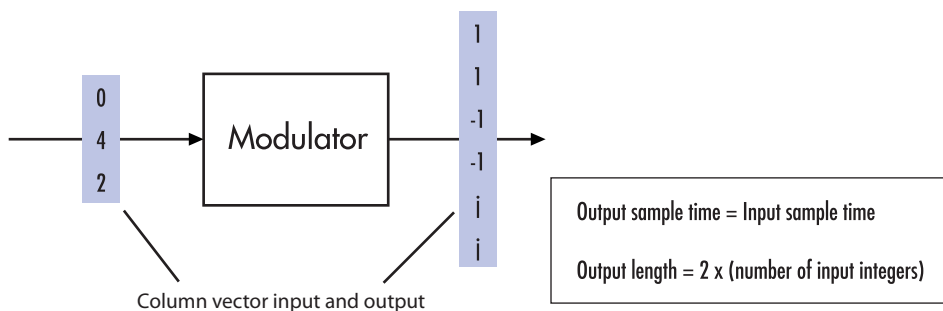 0
4
2
Modulator
1
1
-1
-1
i
i
Output sample time = Input sample time
Output length = 2 x (number of input integers)
Column vector input and output